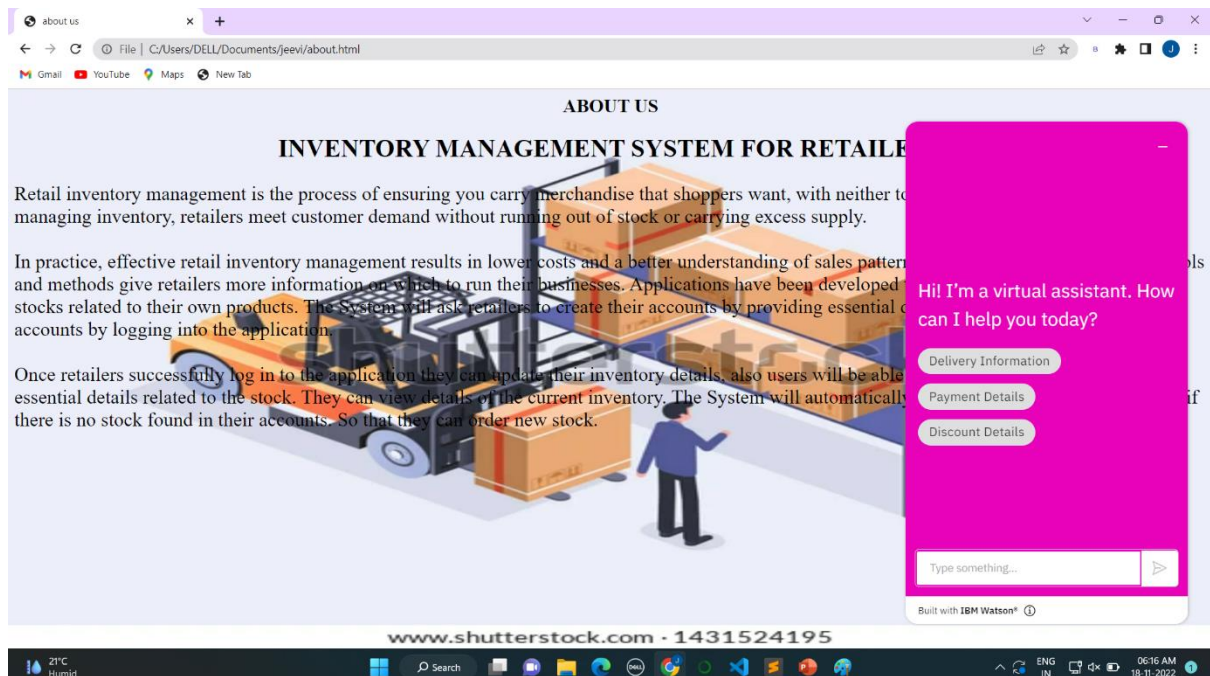 about us
File | C:/Users/DELL/Documents/jeevi/about.html
Gmail YouTube Maps New Tab
ABOUT US
INVENTORY MANAGEMENT SYSTEM FOR RETAILE
Retail inventory management is the process of ensuring you carry merchandise that shoppers want, with neither
managing inventory, retailers meet customer demand without running out of stock or carrying excess supply.
In practice, effective retail inventory management results in lower costs and a better understanding of sales
and methods give retailers more information on which to run their businesses. Applications have been developed
stocks related to their own products. The System will ask retailers to create their accounts by providing essential
accounts by logging into the application.
Once retailers successfully log in to the application they can update their inventory details, also users will be able
essential details related to the stock. They can view details of the current inventory. The System will automatically if
there is no stock found in their accounts. So that they can order new stock.
Hi! I'm a virtual assistant. How
can I help you today?
Delivery Information
Payment Details
Discount Details
Type something...
Built with IBM Watson®
www.shutterstock.com · 1431524195
21°C
Humid
Search
ENG
IN
06:16 AM
18-11-2022